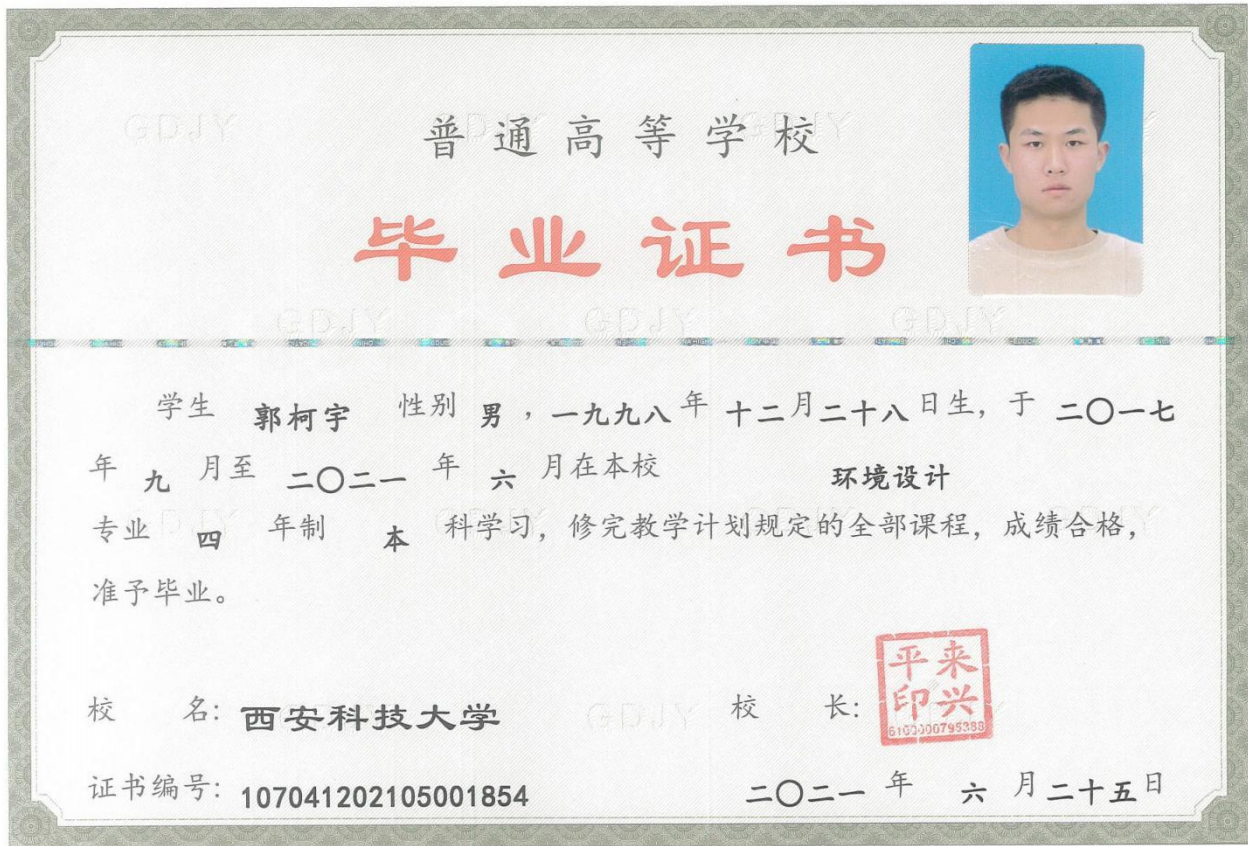 普通高等学校
毕业证书
GDJY GDJY GDJY
学生 郭柯宇 性别 男，一九九八年 十二月二十八日生，于 二〇一七
年 九 月至 二〇二一 年 六 月在本校 环境设计
专业 四 年制 本 科学习，修完教学计划规定的全部课程，成绩合格，
准予毕业。
校 名：西安科技大学 校 长：
平来
印兴
6100000795388
证书编号：107041202105001854 二〇二一 年 六 月二十五日